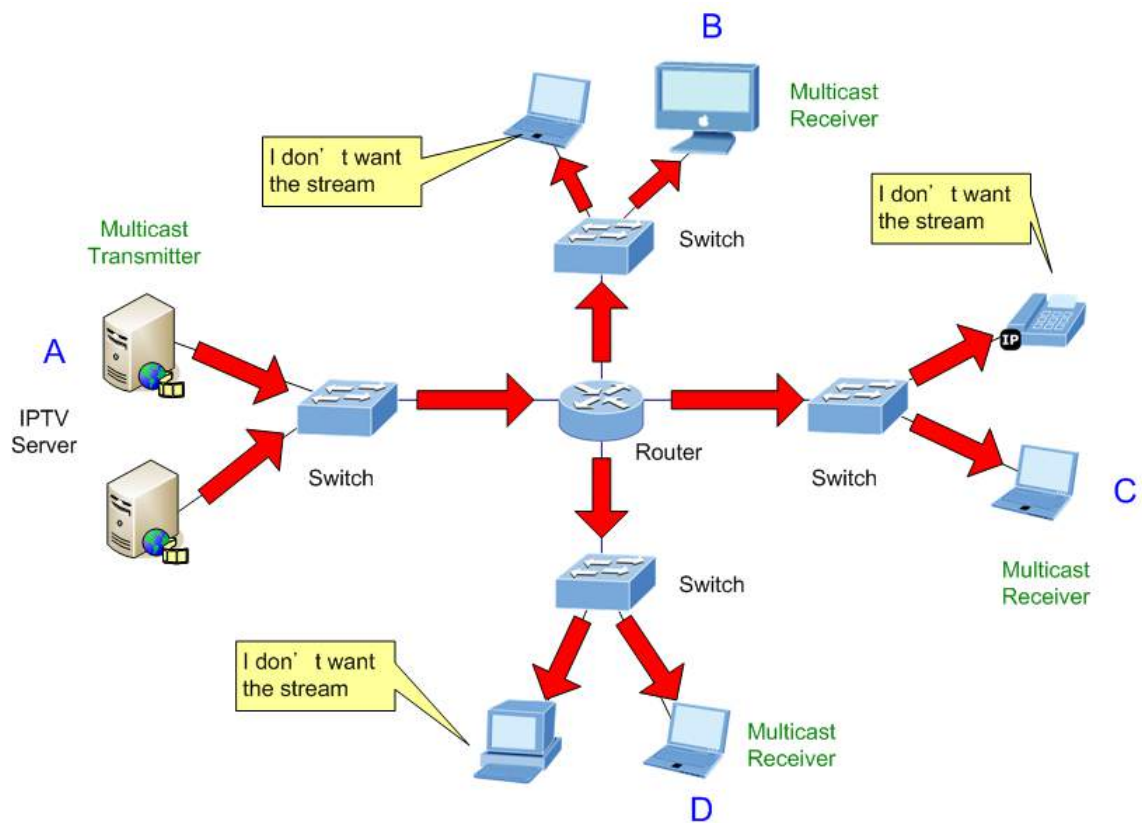 B
Multicast
Receiver
I don't want
the stream
I don't want
the stream
Multicast
Transmitter
Switch
A
IP
IPTV
Server
Router
Switch
Switch
C
Switch
Multicast
Receiver
I don't want
the stream
Multicast
Receiver
D